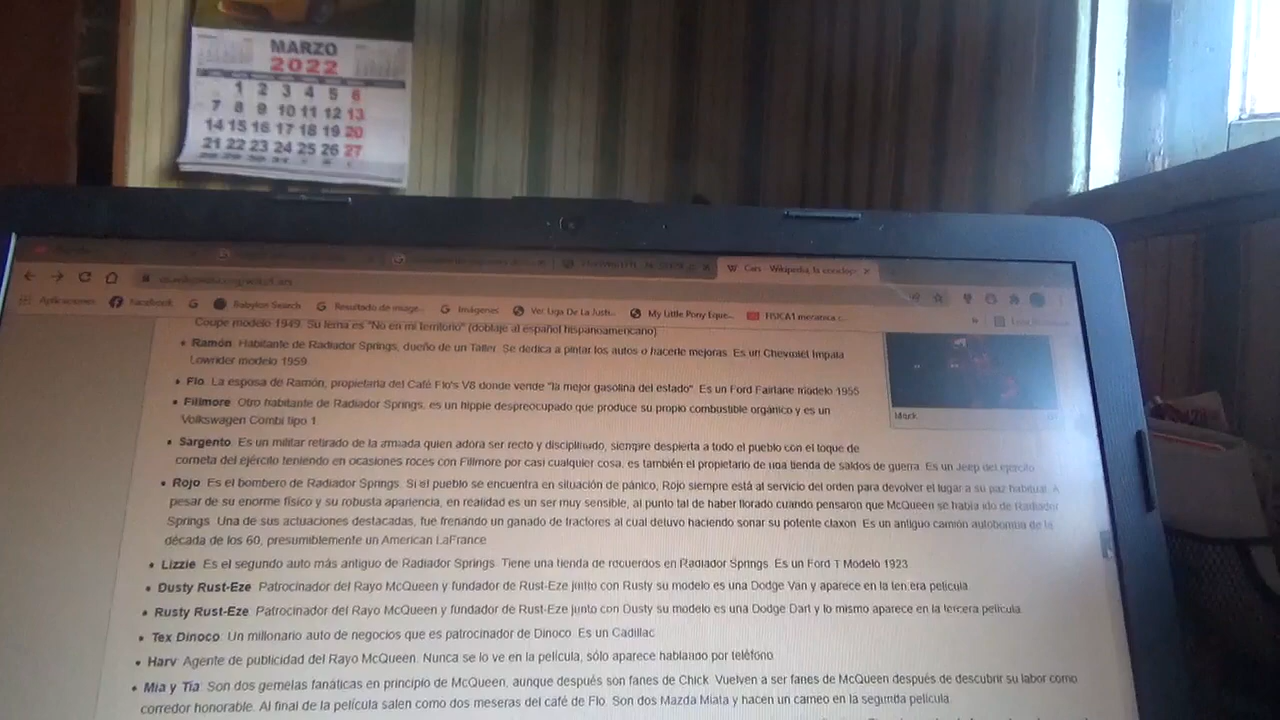 MARZO
2022
1 2 3 4 5 6
7 8 9 10 11 12 13
14 15 16 17 18 19 20
21 22 23 24 25 26 27
Cars - Wikipedia, la enciclop
Aplicaciones Facebook G Babylon Search Resultado de image... Imágenes Ver Liga De La Justi... My Little Pony Eque... FISICA1 mecanica c...
Coupe modelo 1949. Su lema es "No en mi territorio" (doblaje al español hispanoamericano)
Ramón: Habitante de Radiador Springs, dueño de un Taller. Se dedica a pintar los autos o hacerle mejoras. Es un Chevrolet Impala
Lowrider modelo 1959.
Flo: La esposa de Ramón, propietaria del Café Flo's V8 donde vende "la mejor gasolina del estado". Es un Ford Fairlane modelo 1955
Fillmore: Otro habitante de Radiador Springs, es un hippie despreocupado que produce su propio combustible orgánico y es un
Volkswagen Combi tipo 1.
Mack
Sargento: Es un militar retirado de la armada quien adora ser recto y disciplinado, siempre despierta a todo el pueblo con el toque de
corneta del ejército teniendo en ocasiones roces con Fillmore por casi cualquier cosa, es también el propietario de una tienda de saldos de guerra. Es un Jeep del ejército
Rojo: Es el bombero de Radiador Springs. Si el pueblo se encuentra en situación de pánico, Rojo siempre está al servicio del orden para devolver el lugar a su paz habitual. A
pesar de su enorme físico y su robusta apariencia, en realidad es un ser muy sensible, al punto tal de haber llorado cuando pensaron que McQueen se había ido de Radiador
Springs. Una de sus actuaciones destacadas, fue frenando un ganado de tractores al cual detuvo haciendo sonar su potente claxon. Es un antiguo camión autobomba de la
década de los 60, presumiblemente un American LaFrance
Lizzie: Es el segundo auto más antiguo de Radiador Springs. Tiene una tienda de recuerdos en Radiador Springs. Es un Ford T Modelo 1923
Dusty Rust-Eze: Patrocinador del Rayo McQueen y fundador de Rust-Eze junto con Rusty su modelo es una Dodge Van y aparece en la tercera película.
Rusty Rust-Eze: Patrocinador del Rayo McQueen y fundador de Rust-Eze junto con Dusty su modelo es una Dodge Dart y lo mismo aparece en la tercera película.
Tex Dinoco: Un millonario auto de negocios que es patrocinador de Dinoco. Es un Cadillac
Harv: Agente de publicidad del Rayo McQueen. Nunca se lo ve en la película, sólo aparece hablando por teléfono.
Mia y Tia: Son dos gemelas fanáticas en principio de McQueen, aunque después son fanes de Chick. Vuelven a ser fanes de McQueen después de descubrir su labor como
corredor honorable. Al final de la película salen como dos meseras del café de Flo. Son dos Mazda Miata y hacen un cameo en la segunda película.